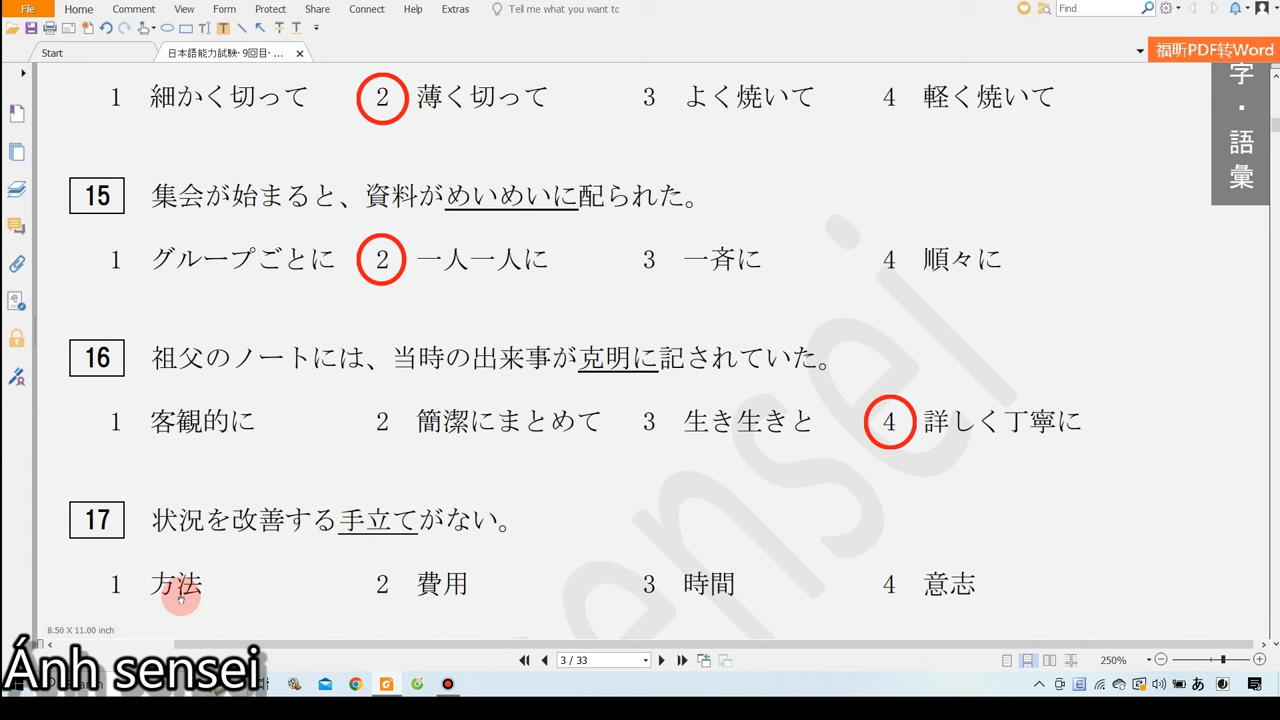 File Home Comment View Form Protect Share Connect Help Extras Tell me what you want to Find
Start 日本語能力試験· 9回目· ... 福昕PDF转Word
1 細かく切って 2 薄く切って 3 よく焼いて 4 軽く焼いて
字・語彙
15 集会が始まると、資料がめいめいに配られた。
1 グループごとに 2 一人一人に 3 一斉に 4 順々に
16 祖父のノートには、当時の出来事が克明に記されていた。
1 客観的に 2 簡潔にまとめて 3 生き生きと 4 詳しく丁寧に
17 状況を改善する手立てがない。
1 方法 2 費用 3 時間 4 意志
sensei
8.50 X 11.00 inch
3 / 33 250%
Ánh sensei
あ